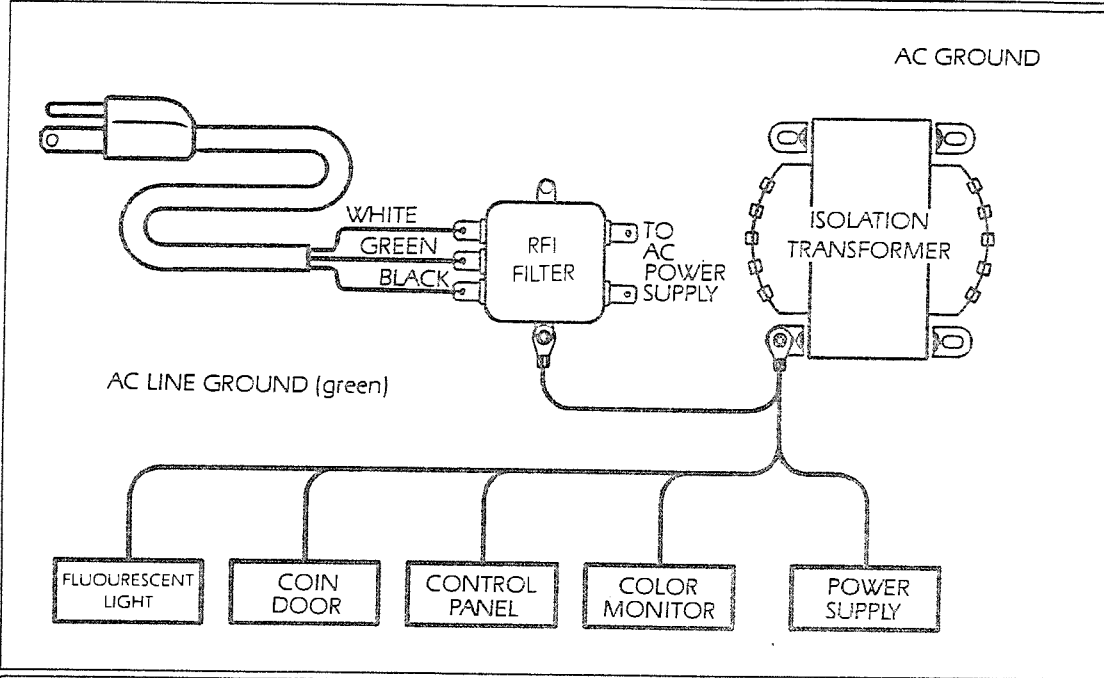 AC GROUND
WHITE
GREEN
BLACK
RFI
FILTER
TO
AC
POWER
SUPPLY
ISOLATION
TRANSFORMER
AC LINE GROUND (green)
FLUOURESCENT
LIGHT
COIN
DOOR
CONTROL
PANEL
COLOR
MONITOR
POWER
SUPPLY